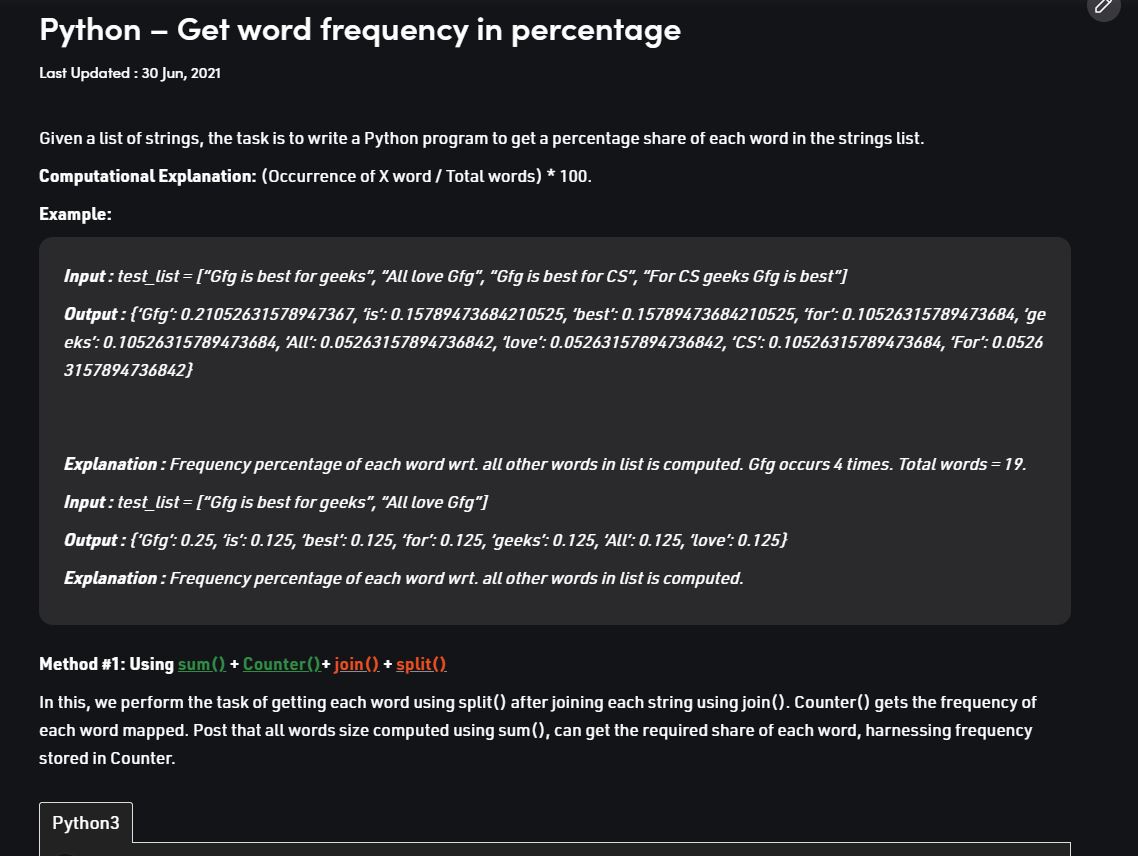 Python – Get word frequency in percentage
Last Updated : 30 Jun, 2021
Given a list of strings, the task is to write a Python program to get a percentage share of each word in the strings list.
Computational Explanation: (Occurrence of X word / Total words) * 100.
Example:
Input : test_list = [“Gfg is best for geeks”, “All love Gfg”, “Gfg is best for CS”, “For CS geeks Gfg is best”]
Output : {‘Gfg’: 0.21052631578947367, ‘is’: 0.15789473684210525, ‘best’: 0.15789473684210525, ‘for’: 0.10526315789473684, ‘ge
eks’: 0.10526315789473684, ‘All’: 0.05263157894736842, ‘love’: 0.05263157894736842, ‘CS’: 0.10526315789473684, ‘For’: 0.0526
3157894736842}
Explanation : Frequency percentage of each word wrt. all other words in list is computed. Gfg occurs 4 times. Total words = 19.
Input : test_list = [“Gfg is best for geeks”, “All love Gfg”]
Output : {‘Gfg’: 0.25, ‘is’: 0.125, ‘best’: 0.125, ‘for’: 0.125, ‘geeks’: 0.125, ‘All’: 0.125, ‘love’: 0.125}
Explanation : Frequency percentage of each word wrt. all other words in list is computed.
Method #1: Using sum() + Counter()+ join() + split()
In this, we perform the task of getting each word using split() after joining each string using join(). Counter() gets the frequency of
each word mapped. Post that all words size computed using sum(), can get the required share of each word, harnessing frequency
stored in Counter.
Python3